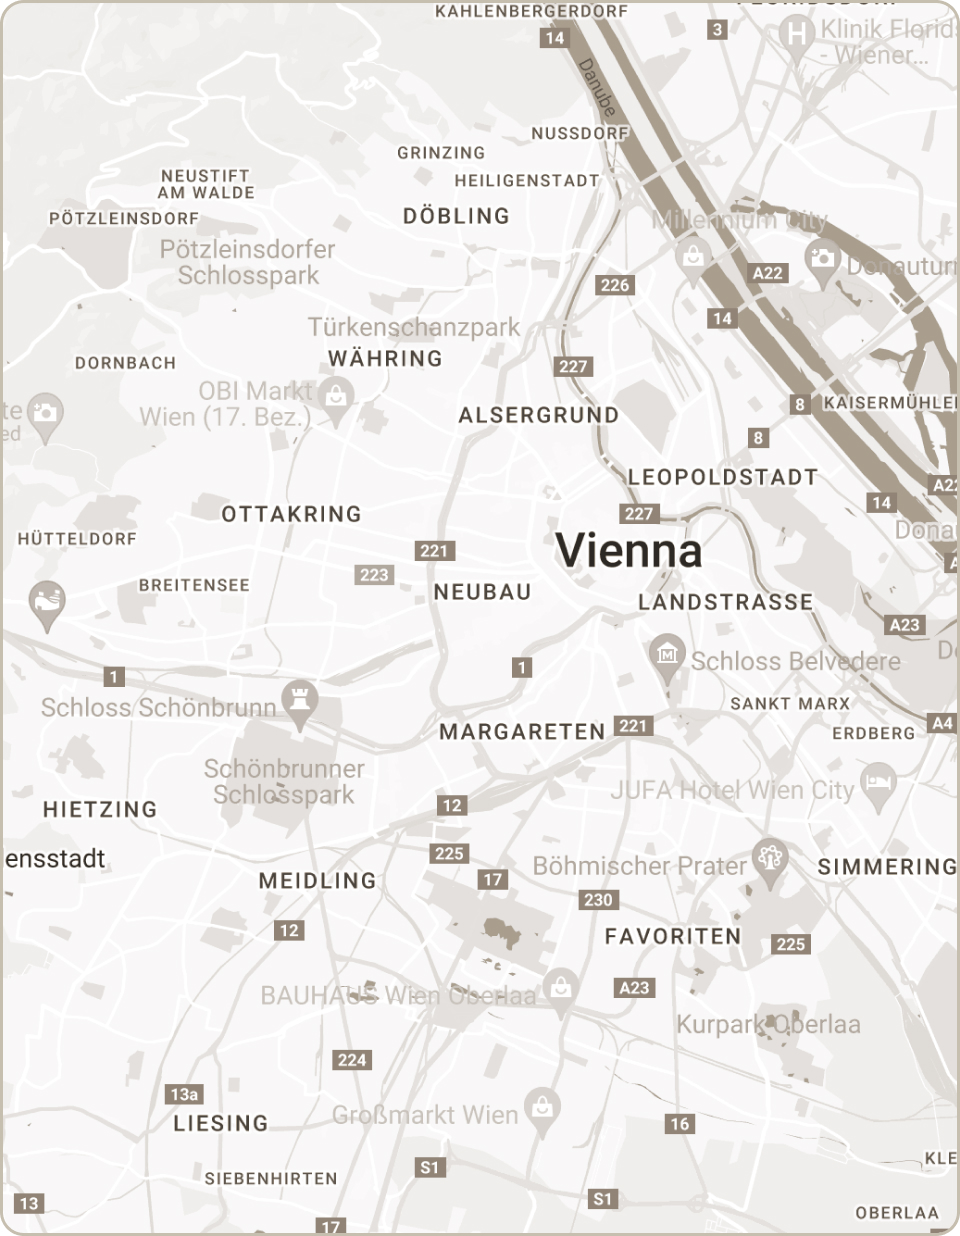 KAHLENBERGERDORF
14
3
Klinik Florids
- Wiener...
Danube
NUSSDORF
GRINZING
HEILIGENSTADT
NEUSTIFT
AM WALDE
PÖTZLEINSDORF
DÖBLING
Millennium City
Pötzleinsdorfer
Schlosspark
A22
Donauturm
226
14
Türkenschanzpark
WÄHRING
DORNBACH
227
OBI Markt
Wien (17. Bez.)
8
KAISERMÜHLEN
te
ed
ALSERGRUND
8
LEOPOLDSTADT
A22
14
OTTAKRING
227
Donau
HÜTTELDORF
221
Vienna
A
223
BREITENSEE
NEUBAU
LANDSTRASSE
A23
Schloss Belvedere
D
1
1
Schloss Schönbrunn
SANKT MARX
MARGARETEN
221
A4
ERDBERG
Schönbrunner
Schlosspark
JUFA Hotel Wien City
HIETZING
12
225
ensstadt
Böhmischer Prater
SIMMERING
MEIDLING
17
230
12
FAVORITEN
225
BAUHAUS Wien Oberlaa
A23
Kurpark Oberlaa
224
13a
Großmarkt Wien
LIESING
16
S1
KLE
SIEBENHIRTEN
13
S1
OBERLAA
17